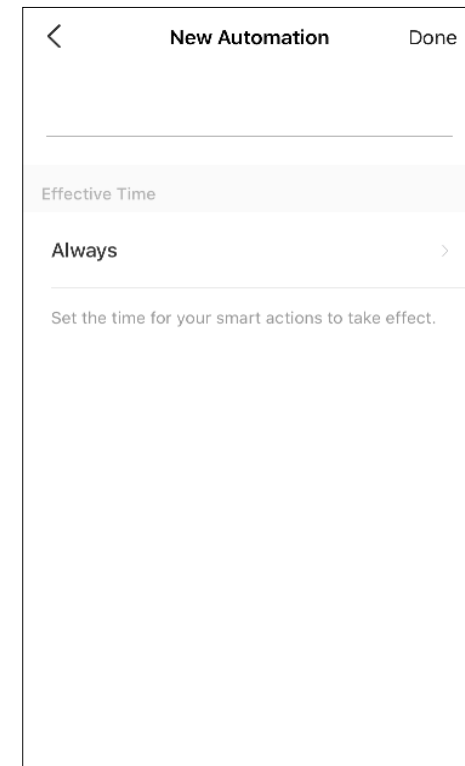 New Automation Done
Effective Time
Always
Set the time for your smart actions to take effect.